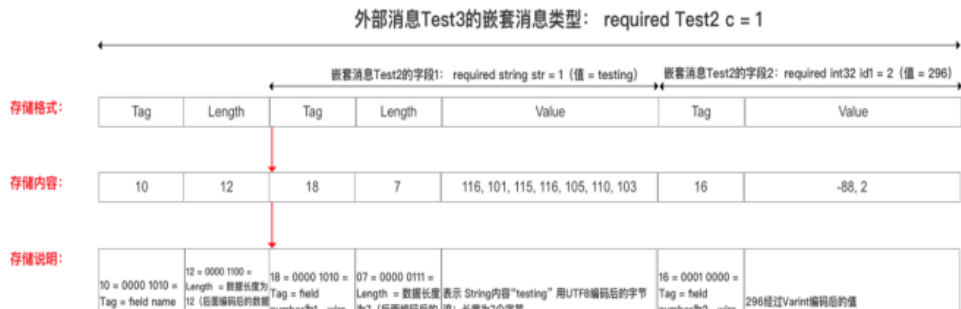 外部消息Test3的嵌套消息类型： required Test2 c = 1
嵌套消息Test2的字段1： required string str = 1（值 = testing）
嵌套消息Test2的字段2：required int32 id1 = 2（值 = 296）
存储格式： Tag Length Tag Length Value Tag Value
存储内容： 10 12 18 7 116, 101, 115, 116, 105, 110, 103 16 -88, 2
存储说明：
10 = 0000 1010 =
Tag = field name
12 = 0000 1100 =
Length = 数据长度为
12（后面编码后的数据
18 = 0000 1010 =
Tag = field
07 = 0000 0111 =
Length = 数据长度
表示 String内容“testing” 用UTF8编码后的字节
16 = 0001 0000 =
Tag = field
296经过Varint编码后的值